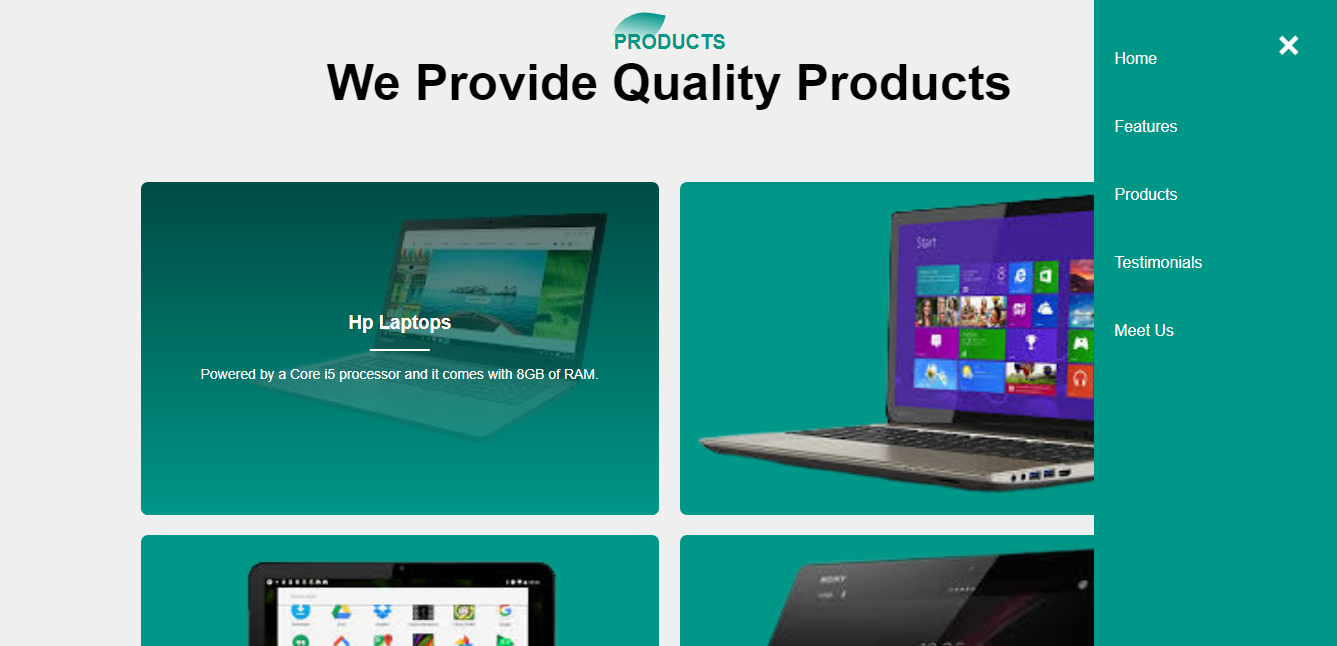 PRODUCTS
We Provide Quality Products
Home
Features
Products
Testimonials
Meet Us
Hp Laptops
Powered by a Core i5 processor and it comes with 8GB of RAM.
Start
SONY